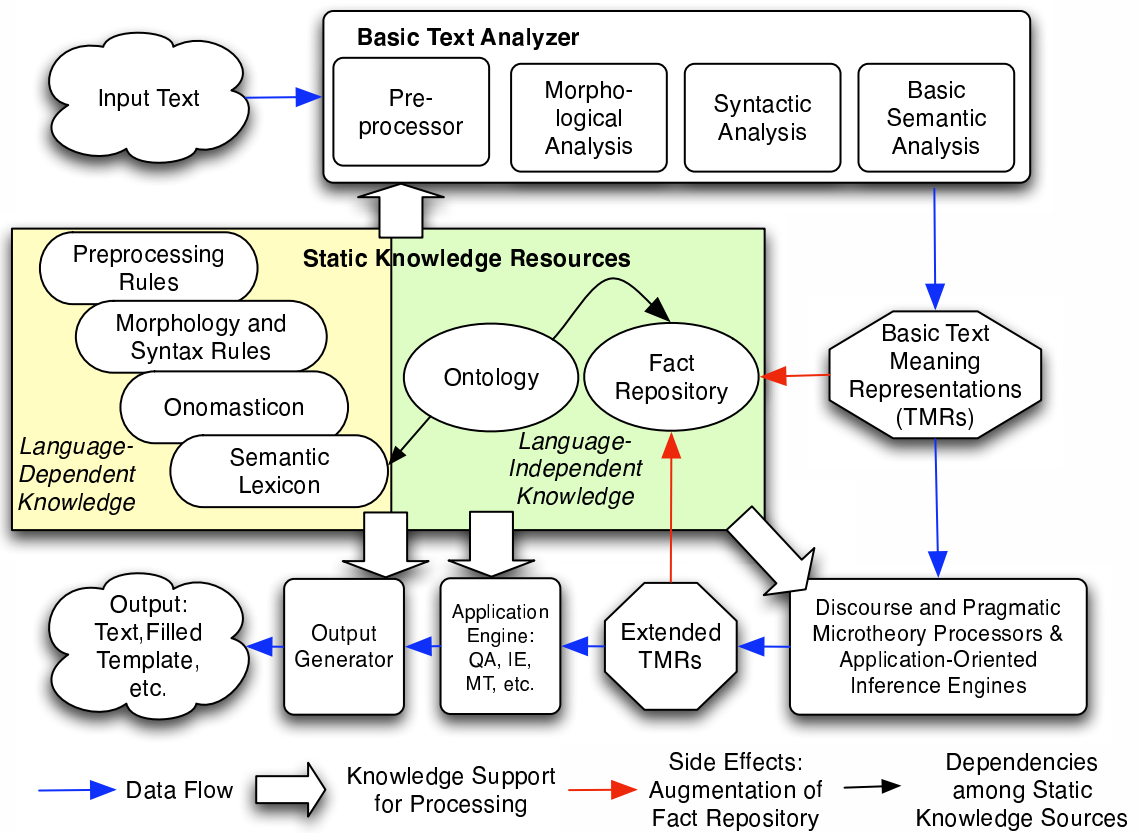 Basic Text Analyzer
Input Text
Pre-
processor
Morpho-
logical
Analysis
Syntactic
Analysis
Basic
Semantic
Analysis
Static Knowledge Resources
Preprocessing
Rules
Morphology and
Syntax Rules
Onomasticon
Semantic
Lexicon
Language-
Dependent
Knowledge
Ontology
Fact
Repository
Language-
Independent
Knowledge
Basic Text
Meaning
Representations
(TMRs)
Output:
Text,Filled
Template,
etc.
Output
Generator
Application
Engine:
QA, IE,
MT, etc.
Extended
TMRs
Discourse and Pragmatic
Microtheory Processors &
Application-Oriented
Inference Engines
Data Flow
Knowledge Support
for Processing
Side Effects:
Augmentation of
Fact Repository
Dependencies
among Static
Knowledge Sources